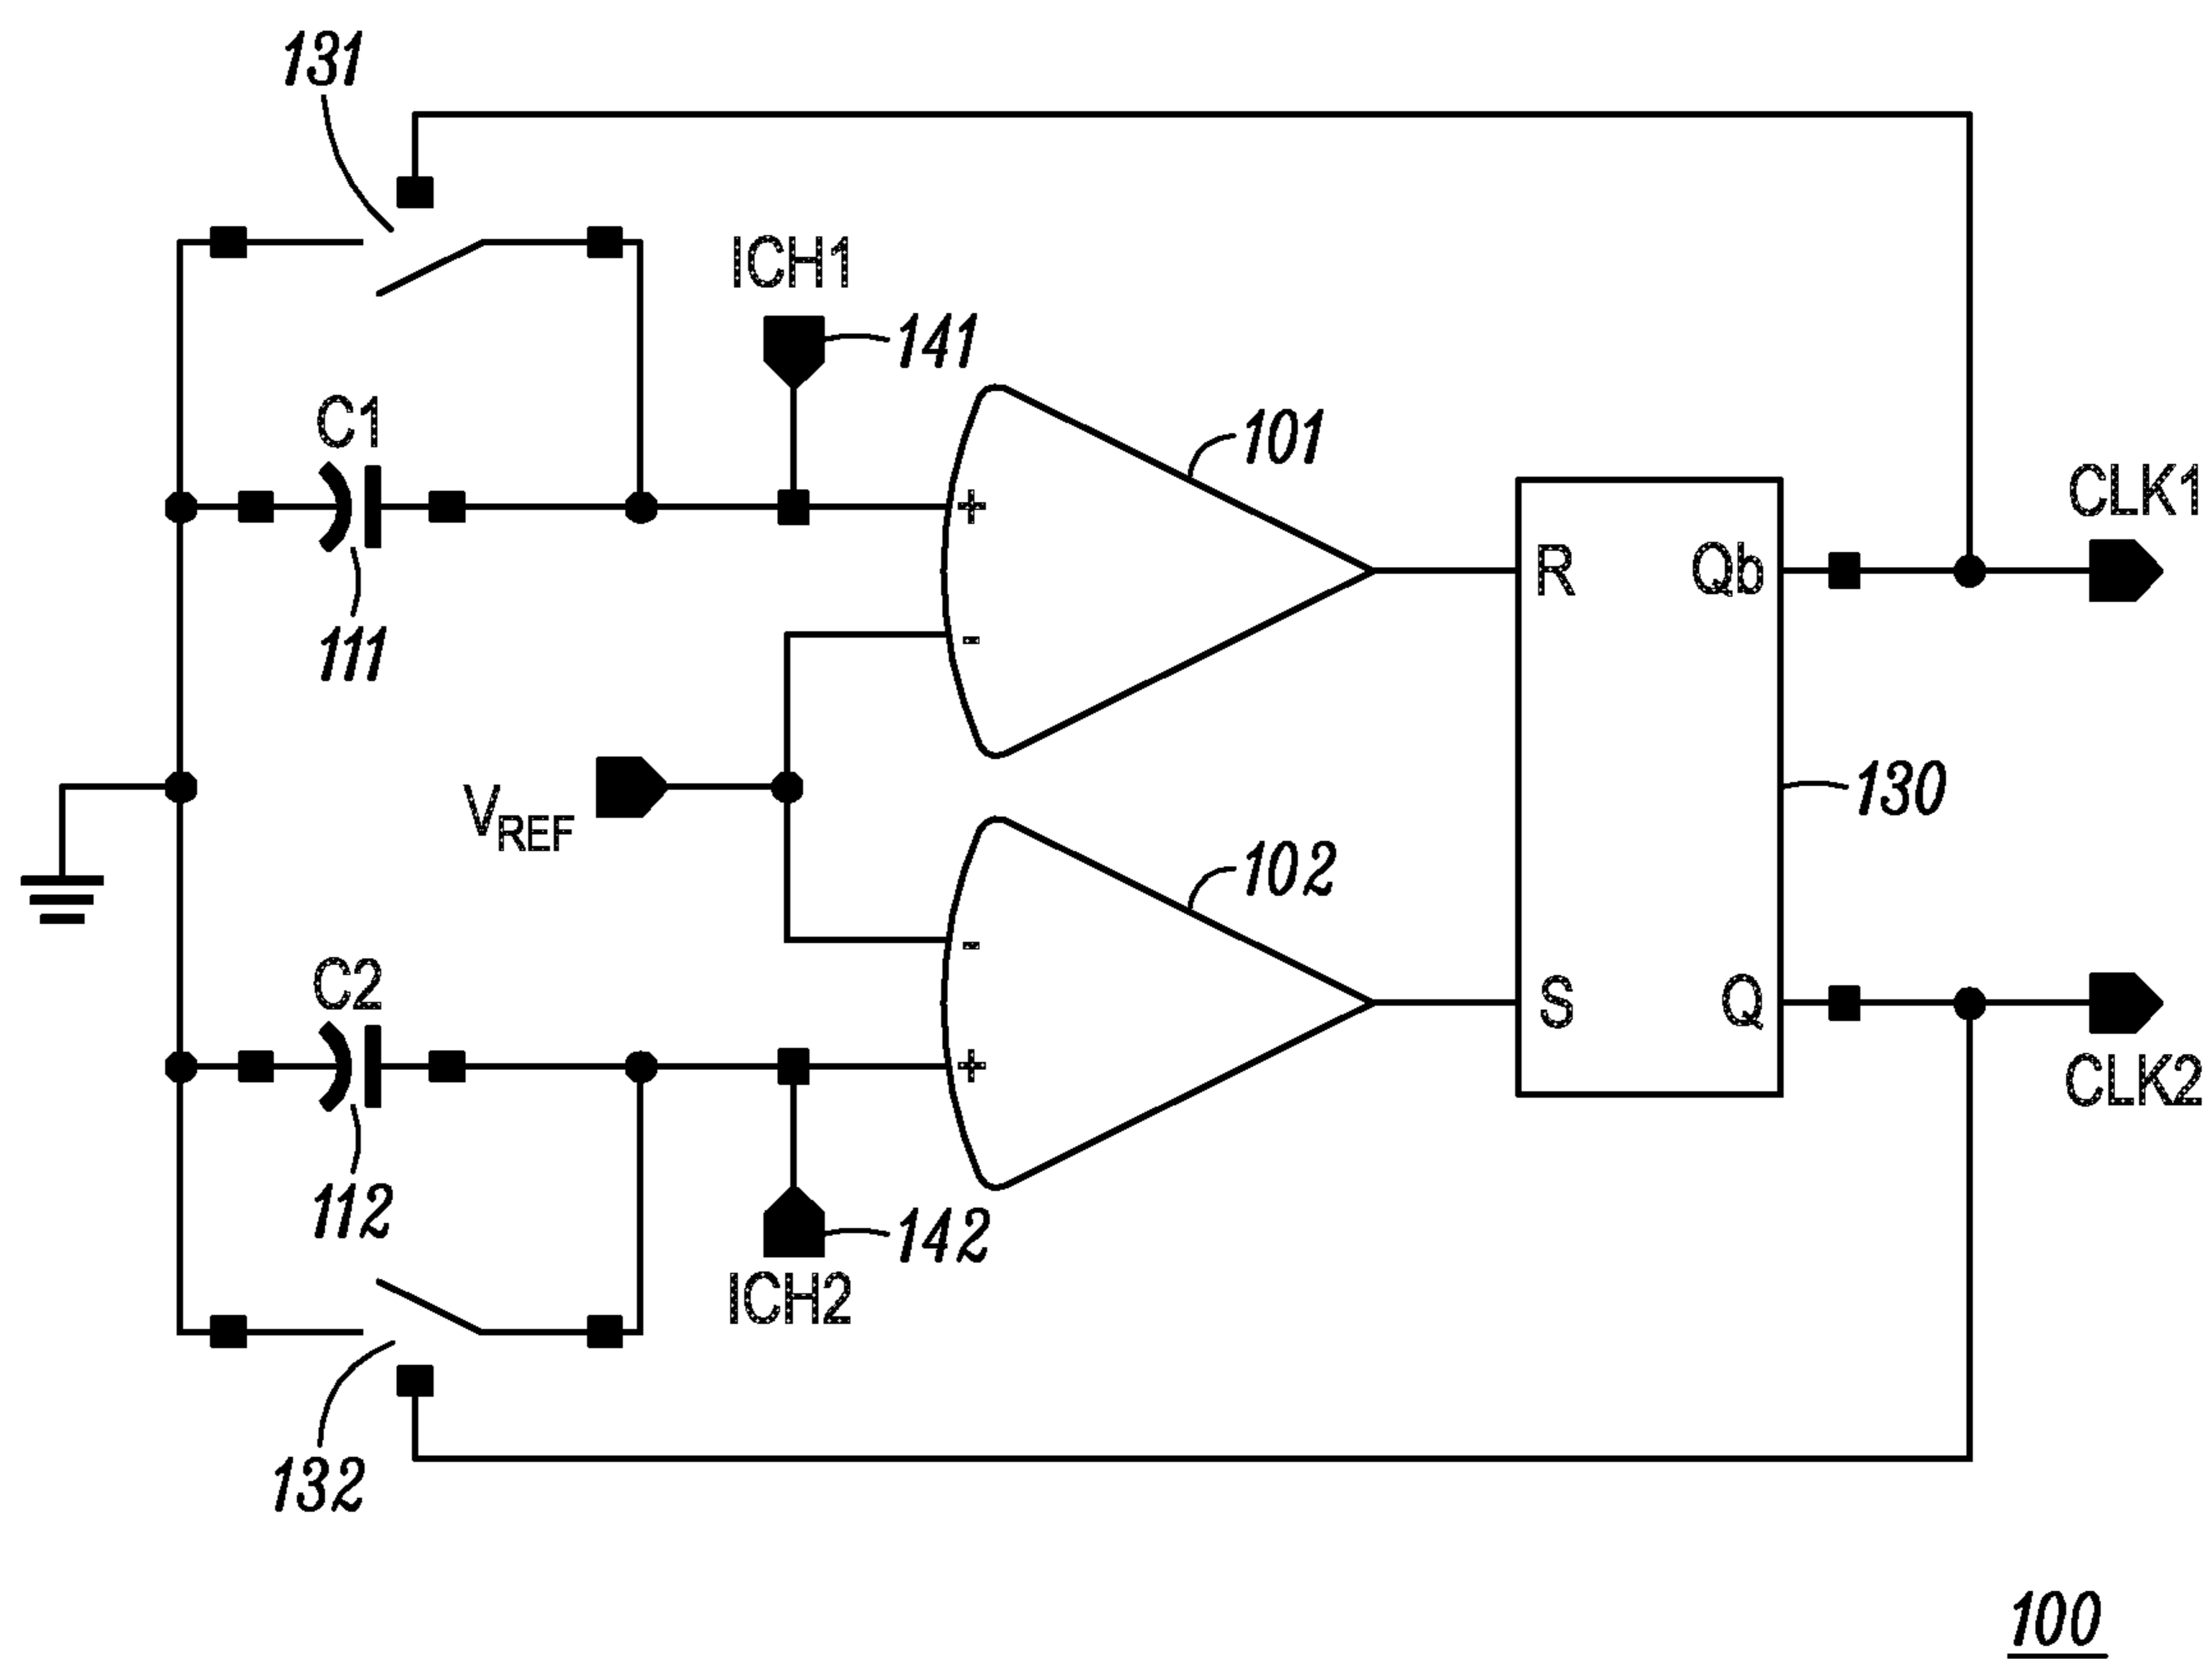 131
ICH1
141
C1
101
CLK1
+
R
Qb
111
-
VREF
130
102
-
C2
S
Q
+
CLK2
112
142
ICH2
132
100